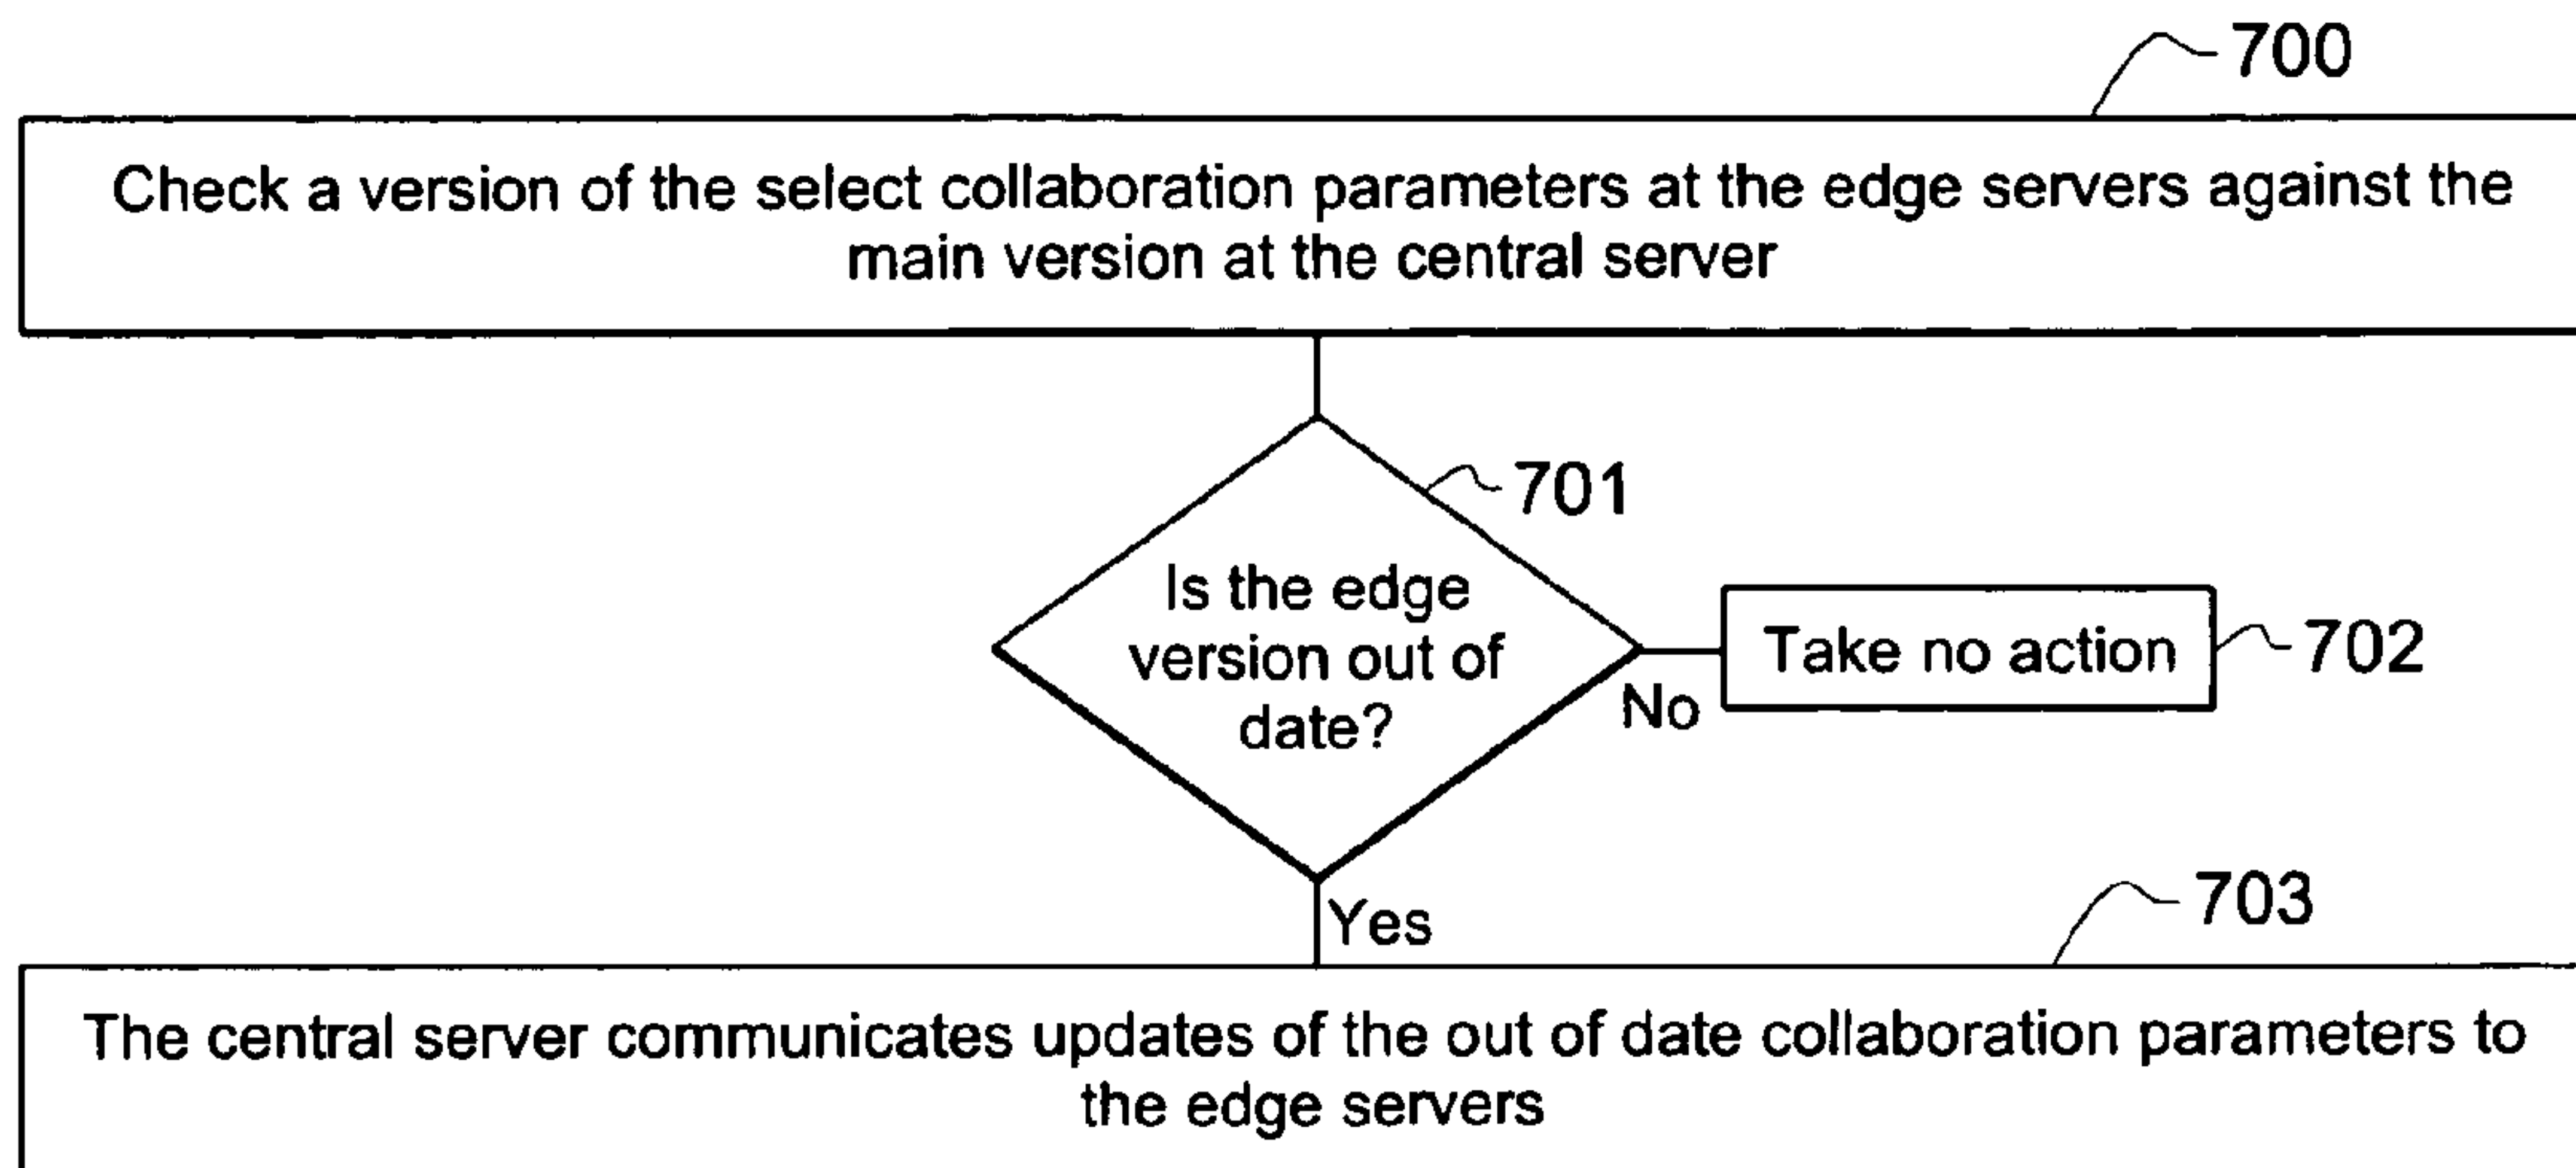 700
Check a version of the select collaboration parameters at the edge servers against the
main version at the central server
701
Is the edge
version out of
date?
Take no action
702
No
Yes
703
The central server communicates updates of the out of date collaboration parameters to
the edge servers